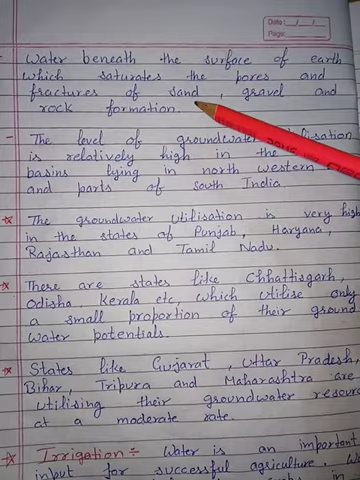 Date: / /
Page:
- Water beneath the surface of earth
which saturates the pores and
fractures of sand, gravel and
rock formation.
- The level of groundwater utilisation
is relatively high in the
basins lying in north western
and parts of South India
* The groundwater utilisation is very high
in the states of Punjab, Haryana,
Rajasthan and Tamil Nadu.
* There are states like Chhattisgarh,
Odisha, Kerala etc, which utilise only
a small proportion of their ground
water potentials.
* States like Gujarat, Uttar Pradesh,
Bihar, Tripura and Maharashtra are
utilising their groundwater resour
at a moderate rate.
* Irrigation ÷ Water is an important
input for successful agriculture. W